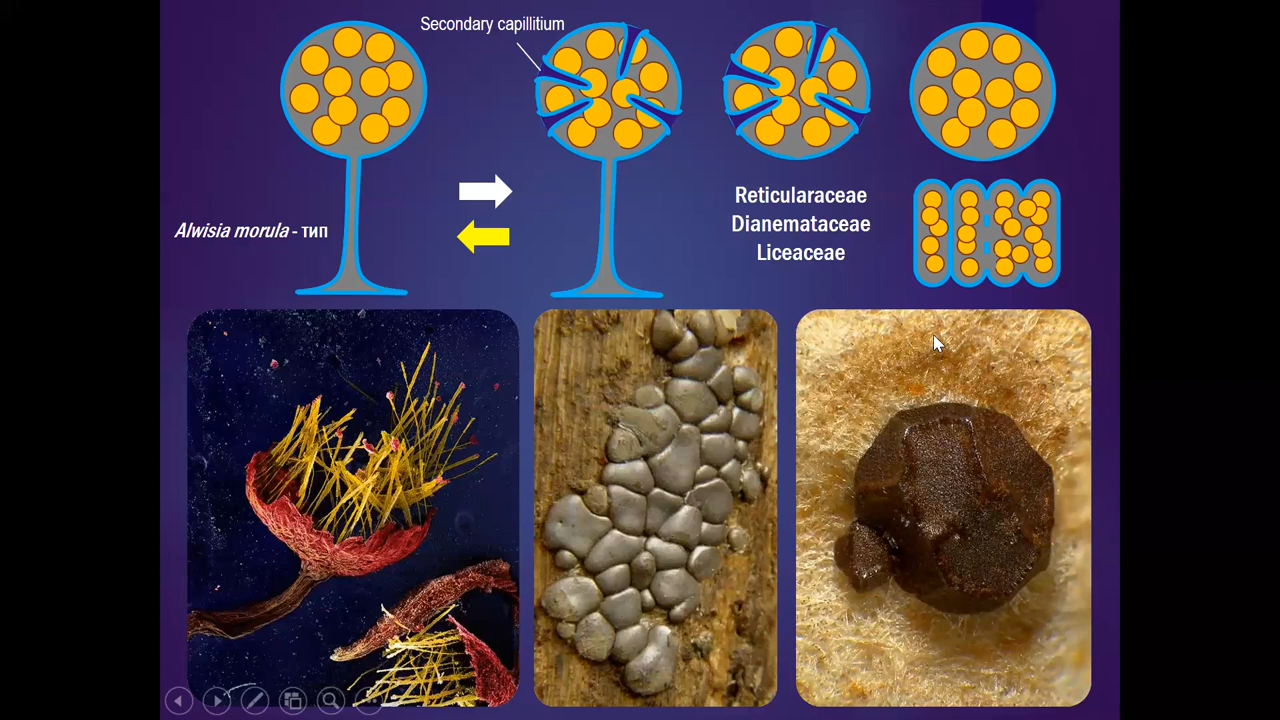 Secondary capillitium
Alwisia morula - тип
Reticularaceae
Dianemataceae
Liceaceae